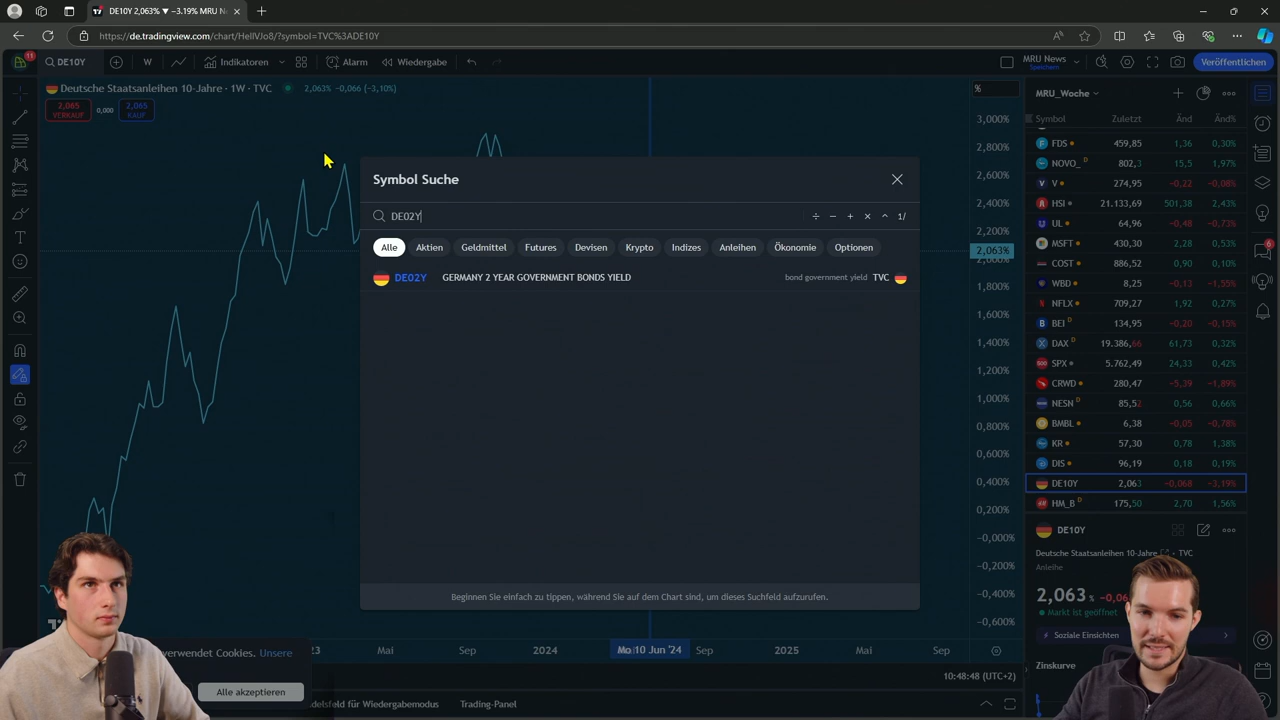 DE10Y 2,063% ▼ −3.19% MRU N
https://de.tradingview.com/chart/HellVJo8/?symbol=TVC%3ADE10Y
11
DE10Y
W
Indikatoren
Alarm
Wiedergabe
MRU News
Speichern
Veröffentlichen
Deutsche Staatsanleihen 10-Jahre · 1W · TVC
2,063% −0,066 (−3,10%)
2,065
VERKAUF
0,000
2,065
KAUF
%
3,000%
2,800%
2,600%
2,400%
2,200%
2,063%
2,000%
1,800%
1,600%
1,400%
1,200%
1,000%
0,800%
0,600%
0,400%
0,200%
−0,000%
−0,200%
−0,400%
−0,600%
Symbol Suche
DE02Y
÷ − + × ^ 1/
Alle
Aktien
Geldmittel
Futures
Devisen
Krypto
Indizes
Anleihen
Ökonomie
Optionen
DE02Y GERMANY 2 YEAR GOVERNMENT BONDS YIELD bond government yield TVC
Beginnen Sie einfach zu tippen, während Sie auf dem Chart sind, um dieses Suchfeld aufzurufen.
MRU_Woche
Symbol Zuletzt Änd Änd%
FDS 459,85 1,36 0,30%
NOVO_ D 802,3 15,5 1,97%
V 274,95 −0,22 −0,08%
HSI 21.133,69 501,38 2,43%
UL 64,96 −0,48 −0,73%
MSFT 430,30 2,28 0,53%
COST 886,52 0,90 0,10%
WBD 8,25 −0,13 −1,55%
NFLX 709,27 1,92 0,27%
BEI D 134,95 −0,20 −0,15%
DAX D 19.386,66 61,73 0,32%
SPX 5.762,49 24,33 0,42%
CRWD 280,47 −5,39 −1,89%
NESN D 85,52 0,56 0,66%
BMBL 6,38 −0,05 −0,78%
KR 57,30 0,78 1,38%
DIS 96,19 0,18 0,19%
DE10Y 2,063 −0,068 −3,19%
HM_B D 175,50 2,70 1,56%
6
DE10Y
Deutsche Staatsanleihen 10-Jahre · TVC
Anleihe
2,063 % −0,06
Markt ist geöffnet
Soziale Einsichten
Zinskurve
23 Mai Sep 2024 Mo 10 Jun '24 Sep 2025 Mai Sep
verwendet Cookies. Unsere
Alle akzeptieren
10:48:48 (UTC+2)
delsfeld für Wiedergabemodus
Trading-Panel